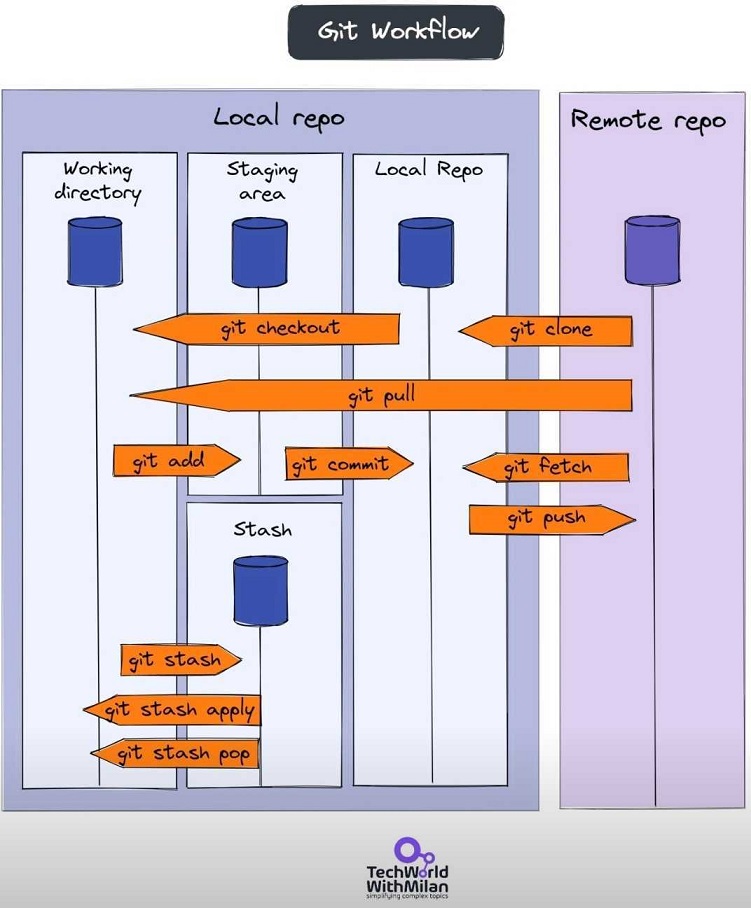 Git Workflow
Local repo
Remote repo
Working
directory
Staging
area
Local Repo
git checkout
git clone
git pull
git add
git commit
git fetch
git push
Stash
git stash
git stash apply
git stash pop
TechWorld
WithMilan
simplifying complex topics